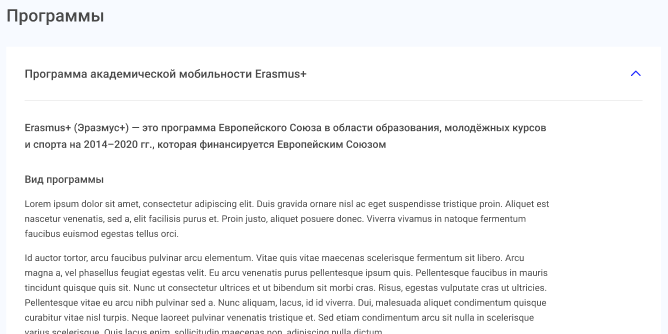 Программы
Программа академической мобильности Erasmus+
Erasmus+ (Эразмус+) — это программа Европейского Союза в области образования, молодёжных курсов
и спорта на 2014–2020 гг., которая финансируется Европейским Союзом
Вид программы
Lorem ipsum dolor sit amet, consectetur adipiscing elit. Duis gravida ornare nisl ac eget suspendisse tristique proin. Aliquet est
nascetur venenatis, sed a, elit facilisis purus et. Proin justo, aliquet posuere donec. Viverra vivamus in natoque fermentum
faucibus euismod egestas tellus orci.
Id auctor tortor, arcu faucibus pulvinar arcu elementum. Vitae quis vitae maecenas scelerisque fermentum sit libero. Arcu
magna a, vel phasellus feugiat egestas velit. Eu arcu venenatis purus pellentesque ipsum quis. Pellentesque faucibus in mauris
tincidunt quisque quis sit. Nunc ut consectetur ultrices et ut bibendum sit morbi cras. Risus, egestas vulputate cras ut ultricies.
Pellentesque vitae eu arcu nibh pulvinar sed a. Nunc aliquam, lacus, id id viverra. Dui, malesuada aliquet condimentum quisque
curabitur vitae nisl turpis. Neque laoreet pulvinar venenatis tristique et. Sed etiam condimentum arcu sit nulla in scelerisque
varius scelerisque. Quis lacus enim, sollicitudin maecenas non, adipiscing nulla dictum.